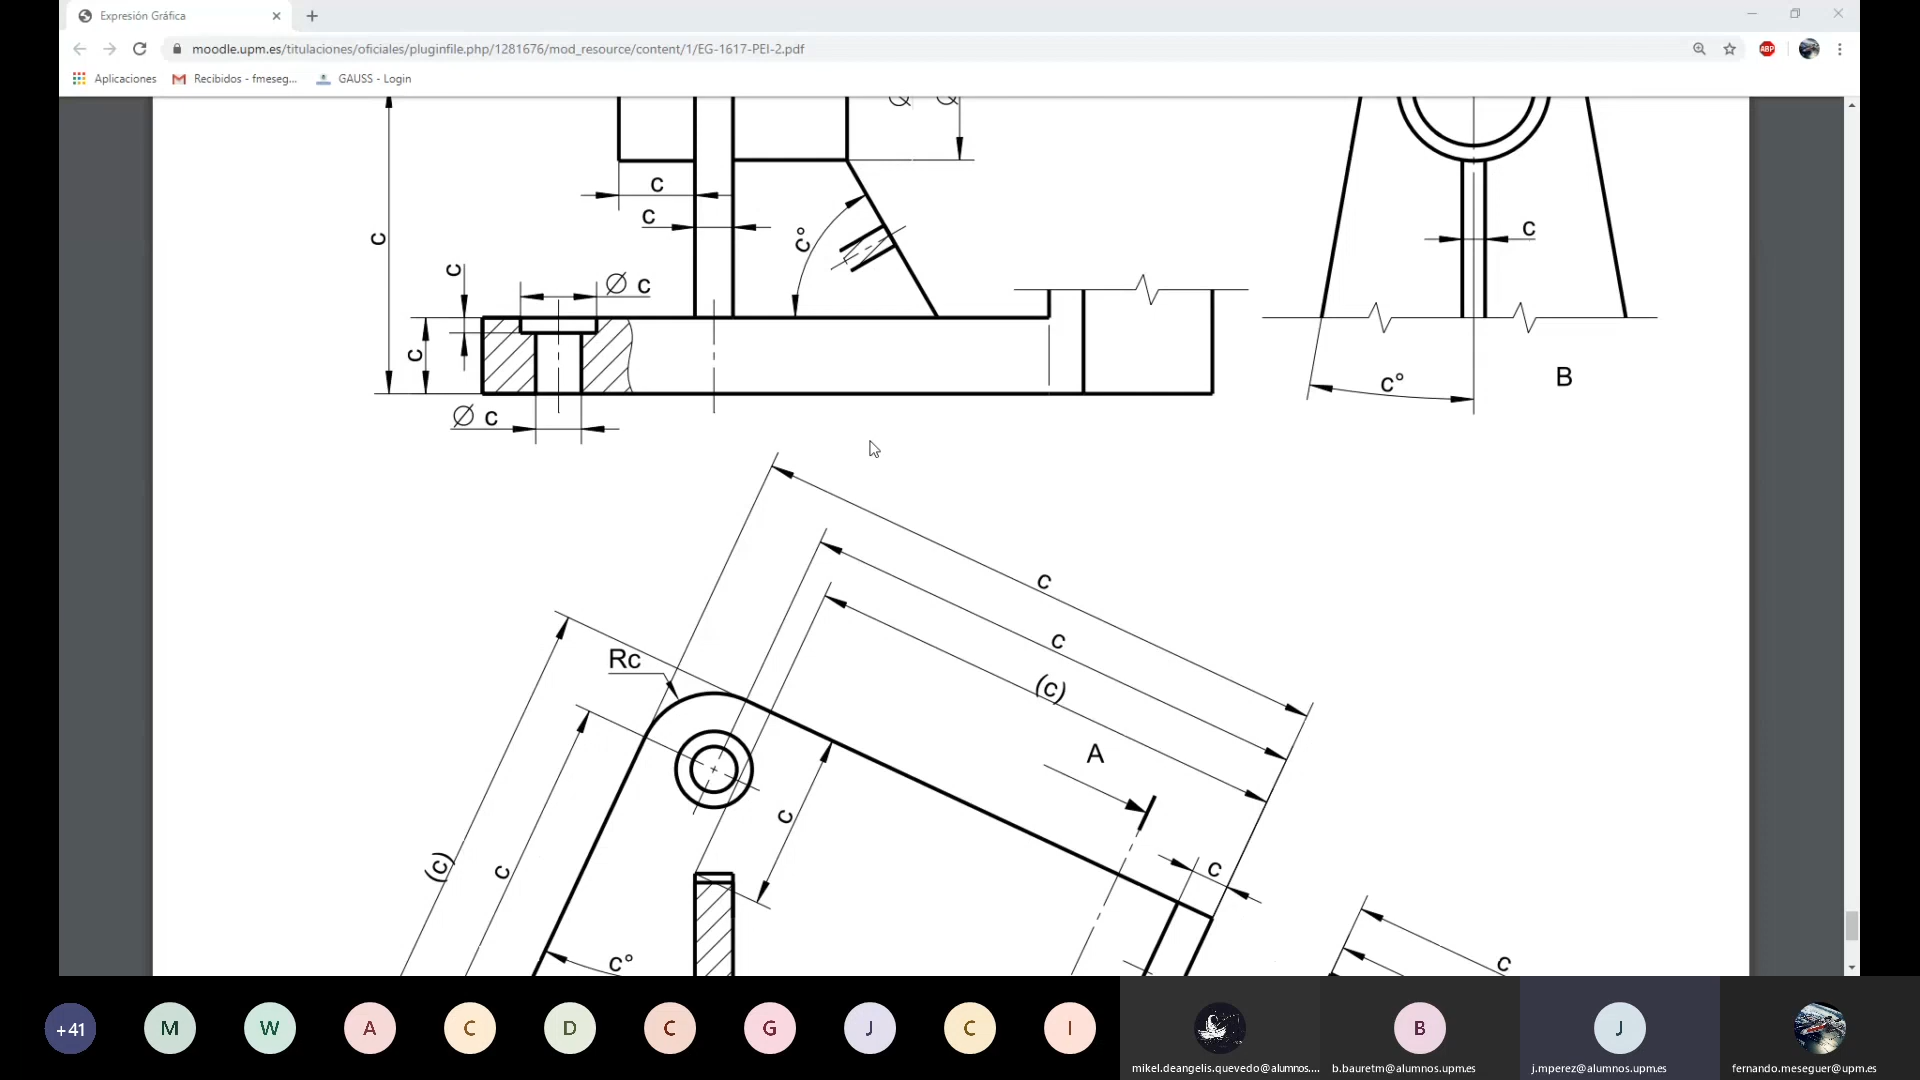 Expresión Gráfica
moodle.upm.es/titulaciones/oficiales/pluginfile.php/1281676/mod_resource/content/1/EG-1617-PEI-2.pdf
ABP
Aplicaciones
Recibidos - fmeseg...
GAUSS - Login
c
c
c
c°
c
c
Ø c
c
c
Ø c
c°
B
c
c
(c)
Rc
A
c
c
(c)
c
c°
c
+41
M
W
A
C
D
C
G
J
C
I
B
J
mikel.deangelis.quevedo@alumnos....
b.bauretm@alumnos.upm.es
j.mperez@alumnos.upm.es
fernando.meseguer@upm.es